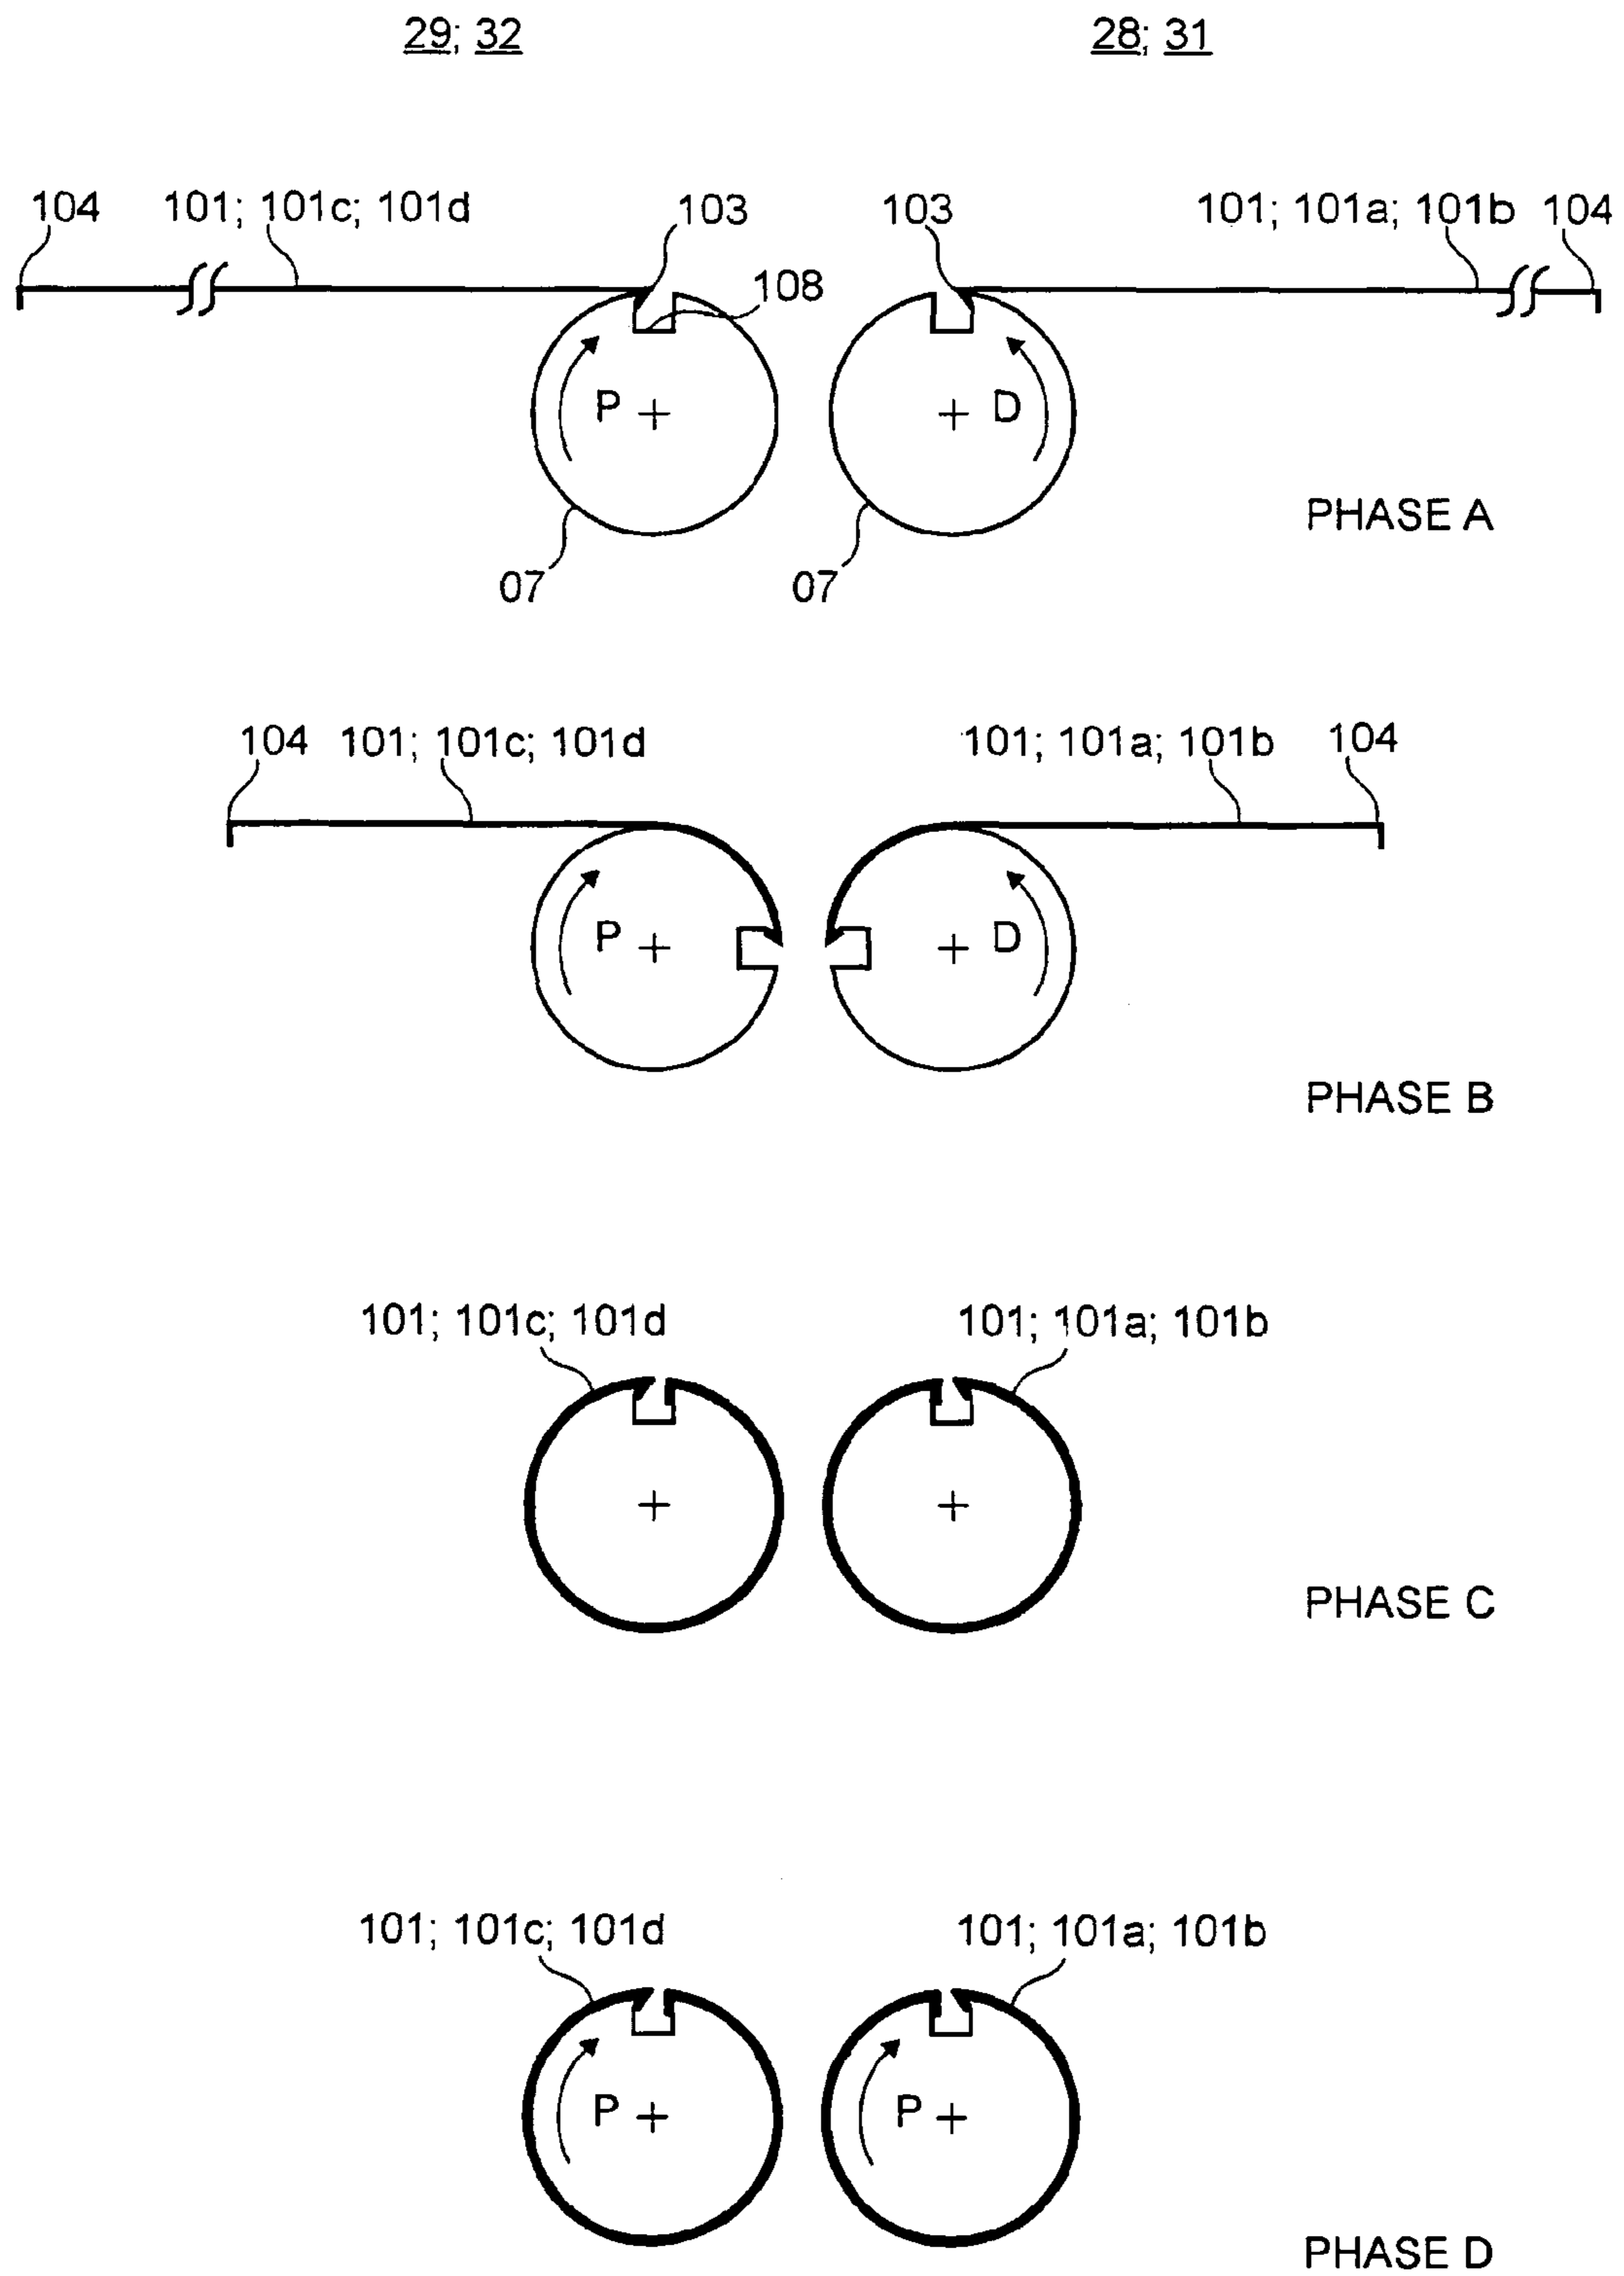 29; 32 28; 31
104 101; 101c; 101d 103 103 101; 101a; 101b 104
108
P D
PHASE A
07 07
104 101; 101c; 101d 101; 101a; 101b 104
P D
PHASE B
101; 101c; 101d 101; 101a; 101b
PHASE C
101; 101c; 101d 101; 101a; 101b
P P
PHASE D